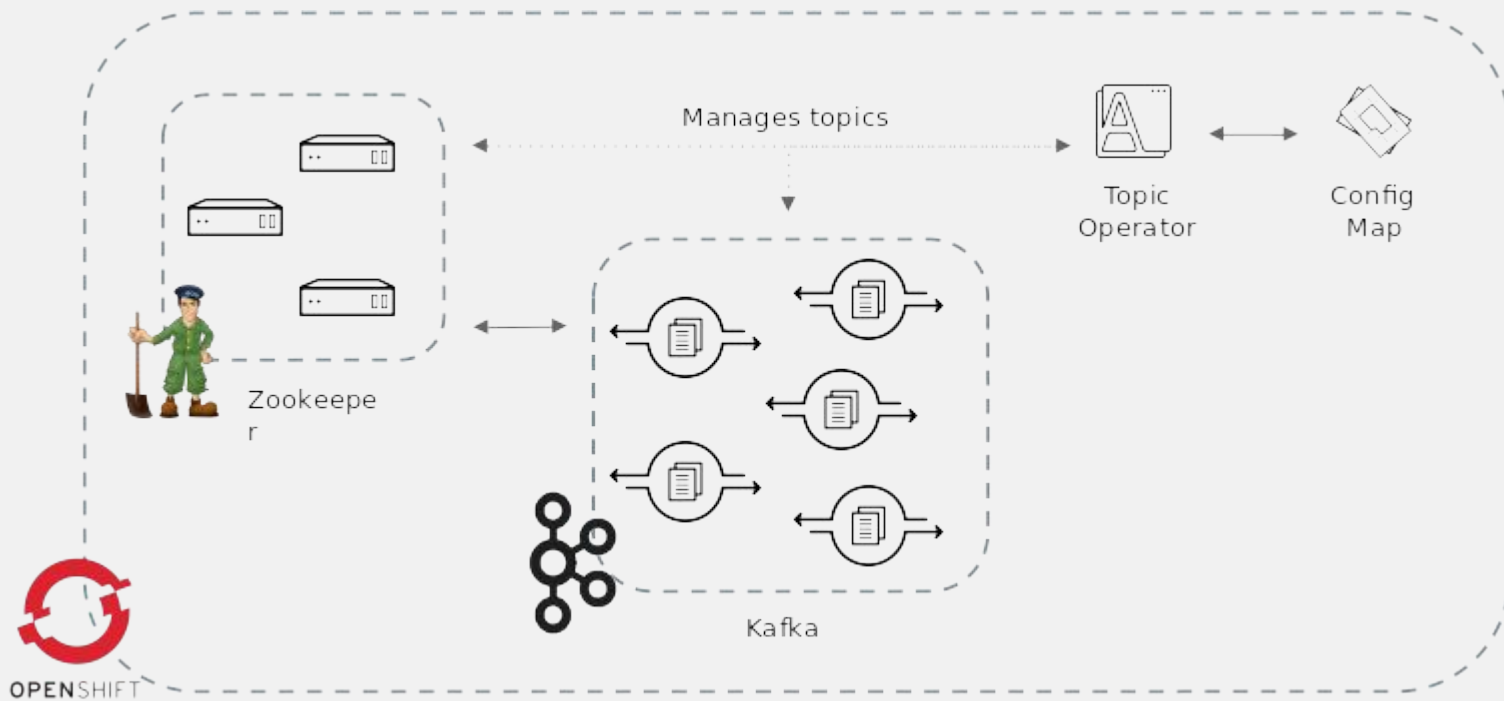 Manages topics
Topic
Operator
Config
Map
Zookeepe
r
Kafka
OPENSHIFT